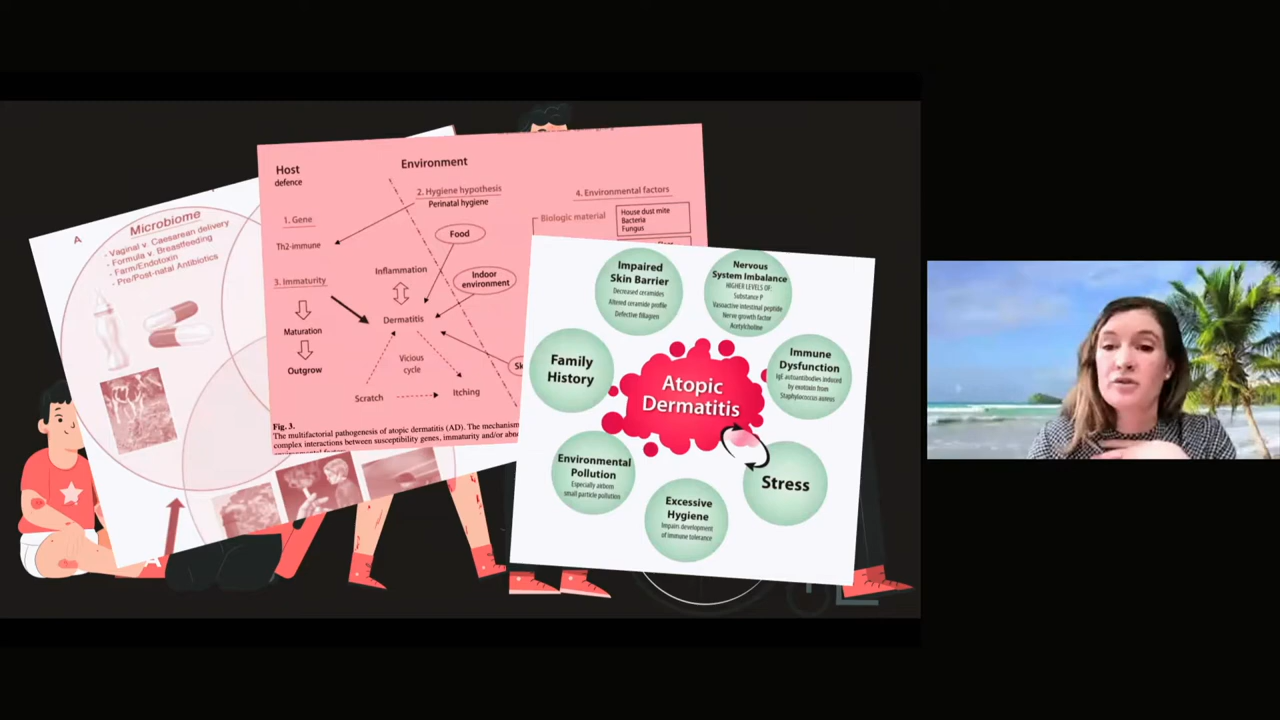 A
Microbiome
- Vaginal v. Caesarean delivery
- Formula v. Breastfeeding
- Farm/Endotoxin
- Pre/Post-natal Antibiotics
Host
defence
Environment
1. Gene
Th2-immune
2. Hygiene hypothesis
Perinatal hygiene
3. Immaturity
Maturation
Outgrow
Food
Inflammation
Indoor
environment
Dermatitis
Vicious
cycle
Scratch
Itching
4. Environmental factors
Biologic material
House dust mite
Bacteria
Fungus
Fig. 3.
The multifactorial pathogenesis of atopic dermatitis (AD). The mechanism
complex interactions between susceptibility genes, immaturity and/or
Impaired
Skin Barrier
Decreased ceramides
Altered ceramide profile
Defective fillagien
Nervous
System Imbalance
HIGHER LEVELS OF:
Substance P
Vasoactive intestinal peptide
Nerve growth factor
Acetylcholine
Family
History
Atopic
Dermatitis
Immune
Dysfunction
IgE autoantibodies induced
by exotoxin from
Staphylococcus aureus
Environmental
Pollution
Especially airborn
small particle pollution
Excessive
Hygiene
Impairs development
of immune tolerance
Stress